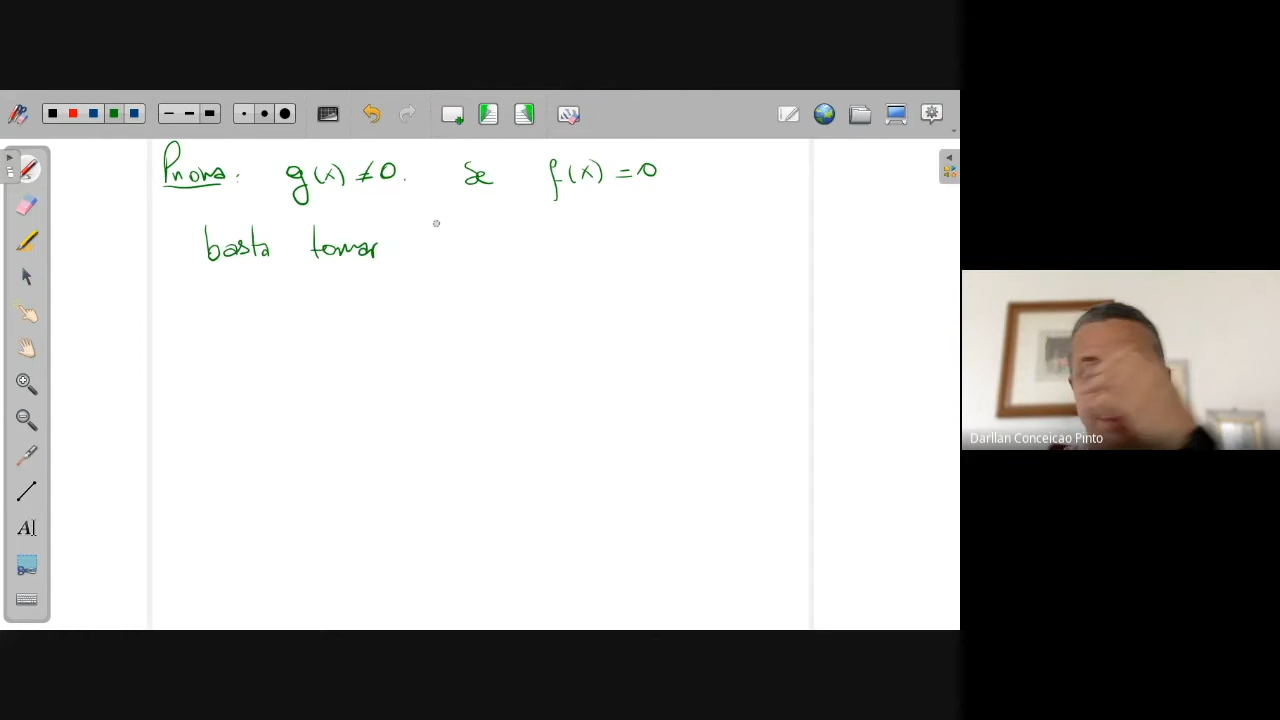 Prova: g(x) ≠ 0. Se f(x) = 0
basta tomar
Darllan Conceicao Pinto